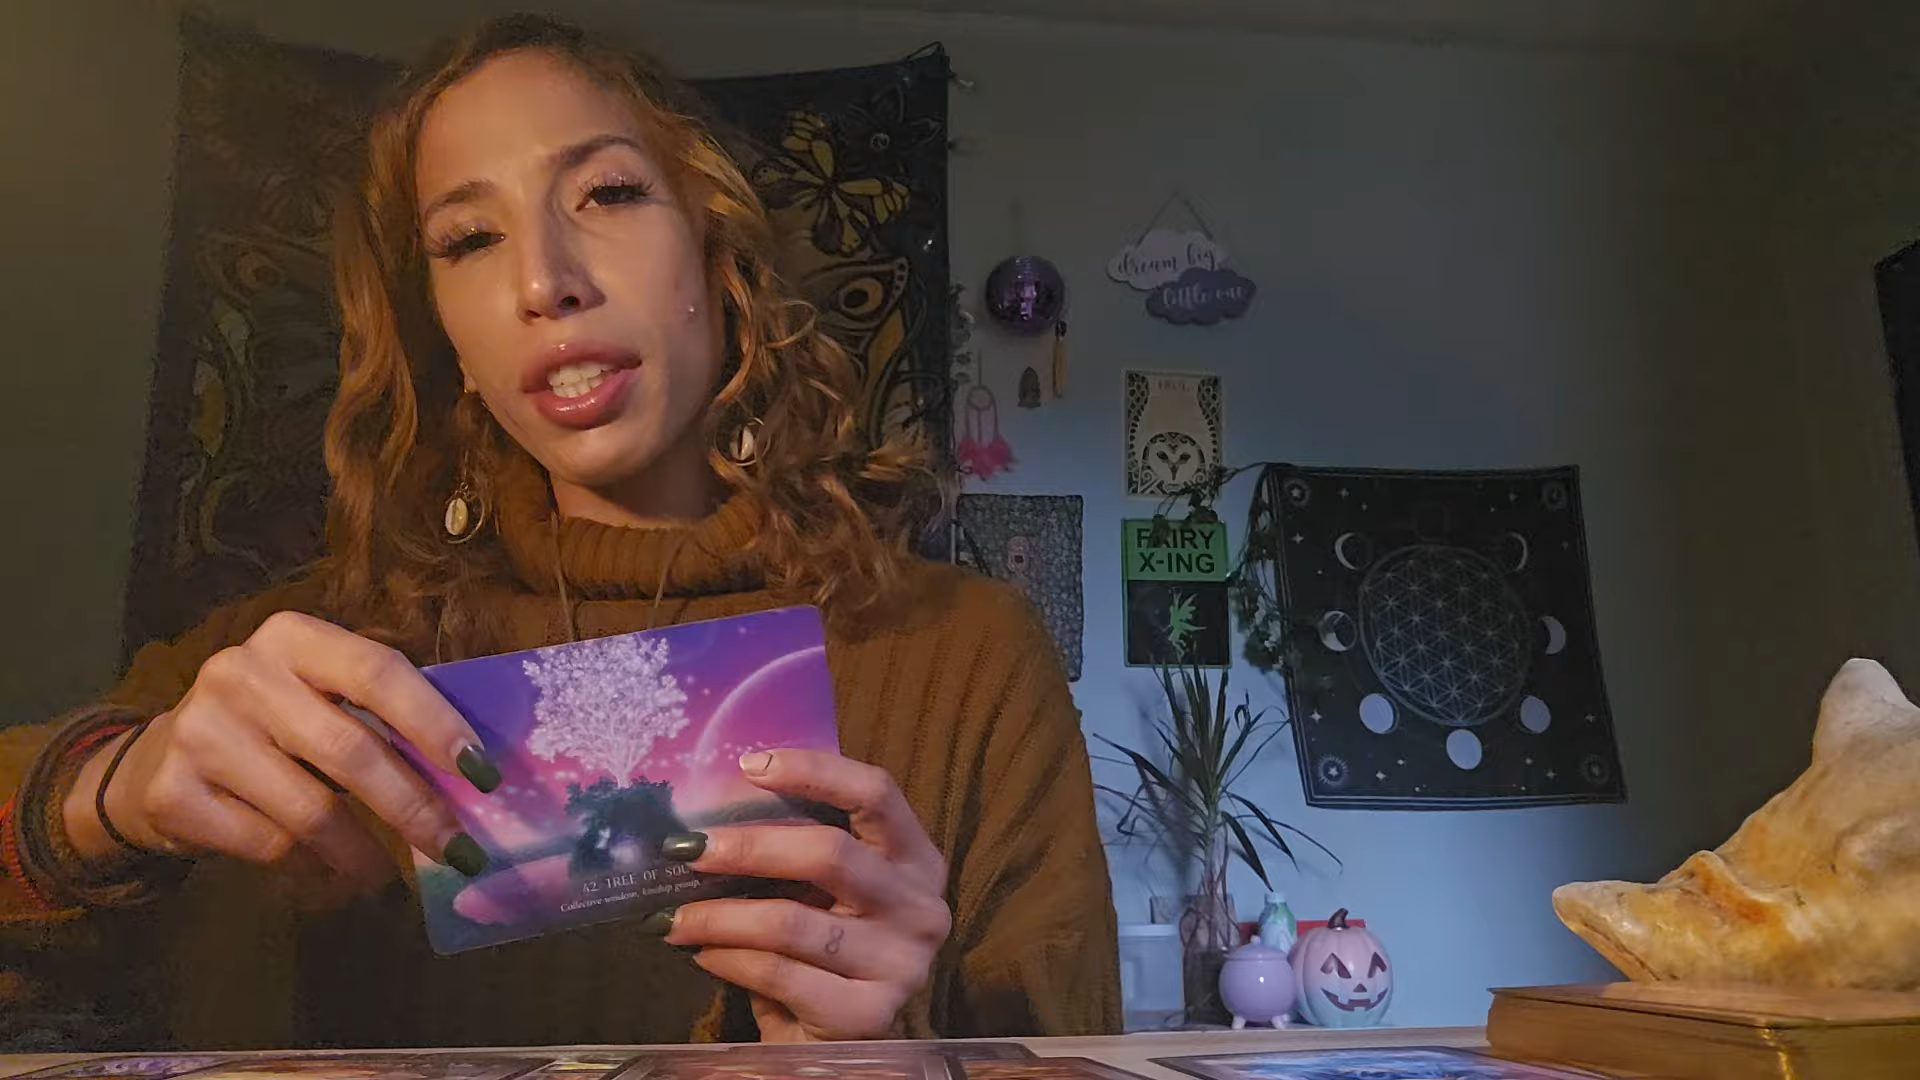 dream big
little one
FAIRY
X-ING
42. TREE OF SOU
Collective wisdom, kinship group,